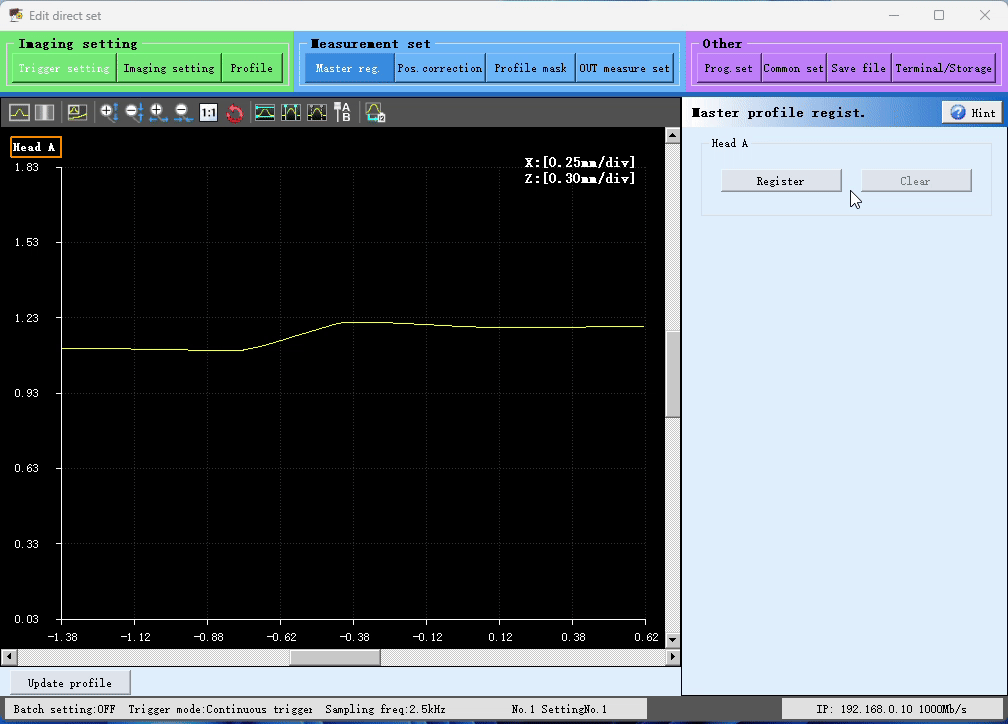 Edit direct set
Imaging setting
Trigger setting Imaging setting Profile
Measurement set
Master reg. Pos.correction Profile mask OUT measure set
Other
Prog.set Common set Save file Terminal/Storage
1:1 A B
Head A
X:[0.25mm/div]
Z:[0.30mm/div]
1.83
1.53
1.23
0.93
0.63
0.33
0.03
-1.38 -1.12 -0.88 -0.62 -0.38 -0.12 0.12 0.38 0.62
Master profile regist. Hint
Head A
Register Clear
Update profile
Batch setting:OFF Trigger mode:Continuous trigger Sampling freq:2.5kHz No.1 SettingNo.1 IP: 192.168.0.10 1000Mb/s